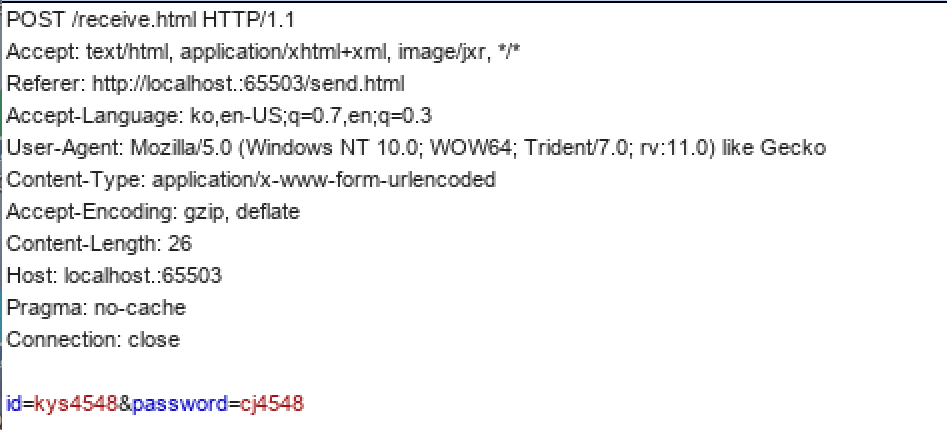 POST /receive.html HTTP/1.1
Accept: text/html, application/xhtml+xml, image/jxr, */*
Referer: http://localhost.:65503/send.html
Accept-Language: ko,en-US;q=0.7,en;q=0.3
User-Agent: Mozilla/5.0 (Windows NT 10.0; WOW64; Trident/7.0; rv:11.0) like Gecko
Content-Type: application/x-www-form-urlencoded
Accept-Encoding: gzip, deflate
Content-Length: 26
Host: localhost.:65503
Pragma: no-cache
Connection: close
id=kys4548&password=cj4548